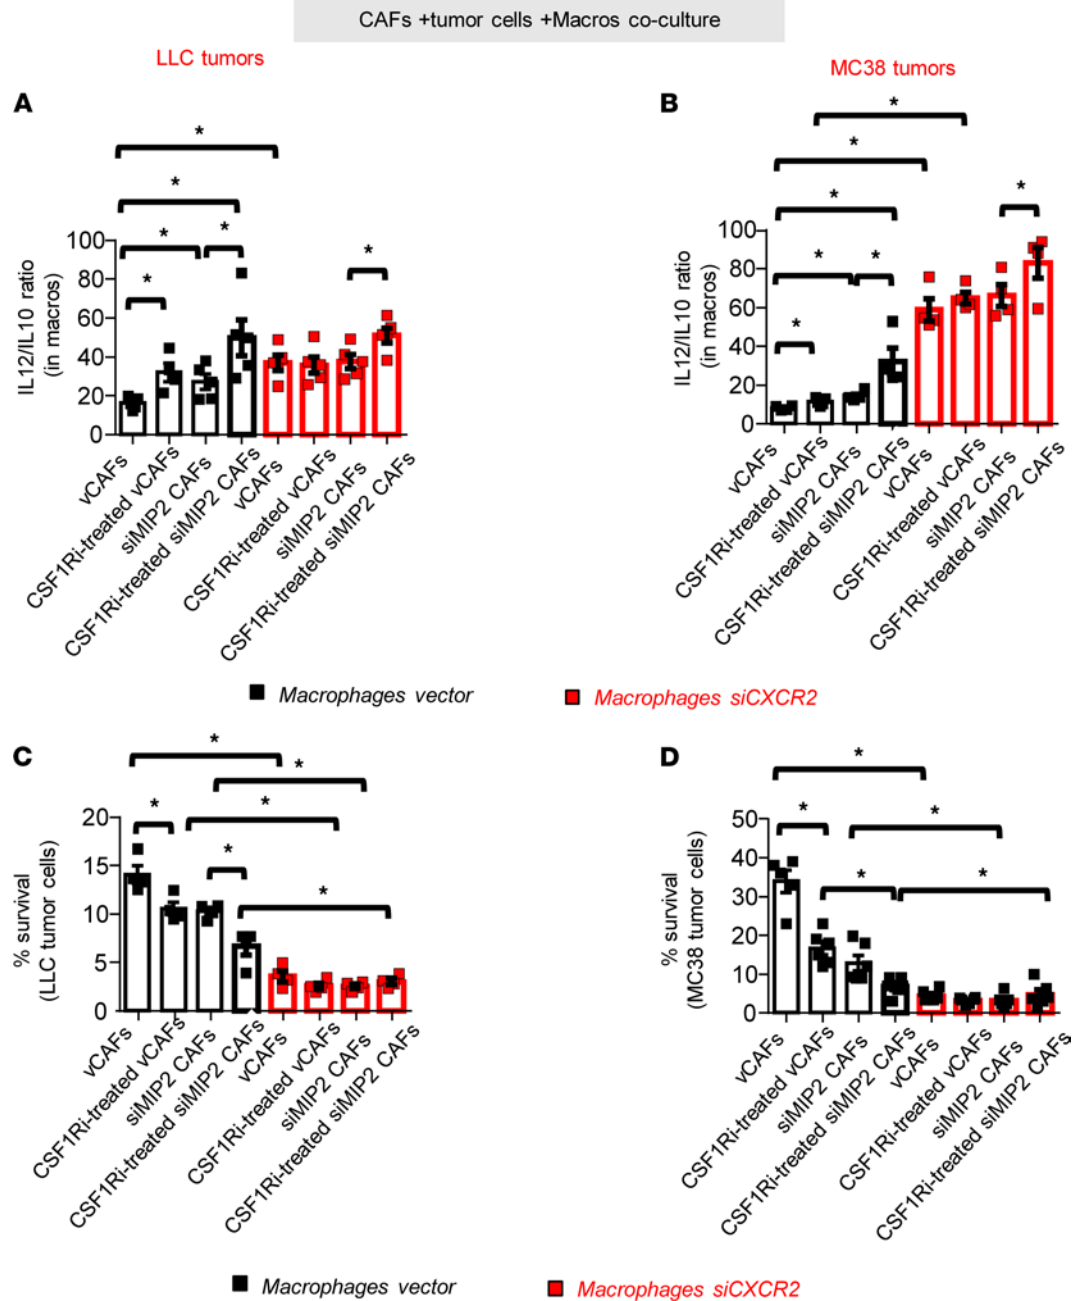 CAFs +tumor cells +Macros co-culture
LLC tumors
MC38 tumors
A
*
*
*
*
*
*
100
80
60
40
20
0
IL12/IL10 ratio
(in macros)
vCAFs
CSF1Ri-treated vCAFs
siMIP2 CAFs
CSF1Ri-treated siMIP2 CAFs
vCAFs
CSF1Ri-treated vCAFs
siMIP2 CAFs
CSF1Ri-treated siMIP2 CAFs
B
*
*
*
*
*
*
*
100
80
60
40
20
0
IL12/IL10 ratio
(in macros)
vCAFs
CSF1Ri-treated vCAFs
siMIP2 CAFs
CSF1Ri-treated siMIP2 CAFs
vCAFs
CSF1Ri-treated vCAFs
siMIP2 CAFs
CSF1Ri-treated siMIP2 CAFs
Macrophages vector
Macrophages siCXCR2
C
*
*
*
*
*
*
20
15
10
5
0
% survival
(LLC tumor cells)
vCAFs
CSF1Ri-treated vCAFs
siMIP2 CAFs
CSF1Ri-treated siMIP2 CAFs
vCAFs
CSF1Ri-treated vCAFs
siMIP2 CAFs
CSF1Ri-treated siMIP2 CAFs
D
*
*
*
*
*
50
40
30
20
10
0
% survival
(MC38 tumor cells)
vCAFs
CSF1Ri-treated vCAFs
siMIP2 CAFs
CSF1Ri-treated siMIP2 CAFs
vCAFs
CSF1Ri-treated vCAFs
siMIP2 CAFs
CSF1Ri-treated siMIP2 CAFs
Macrophages vector
Macrophages siCXCR2